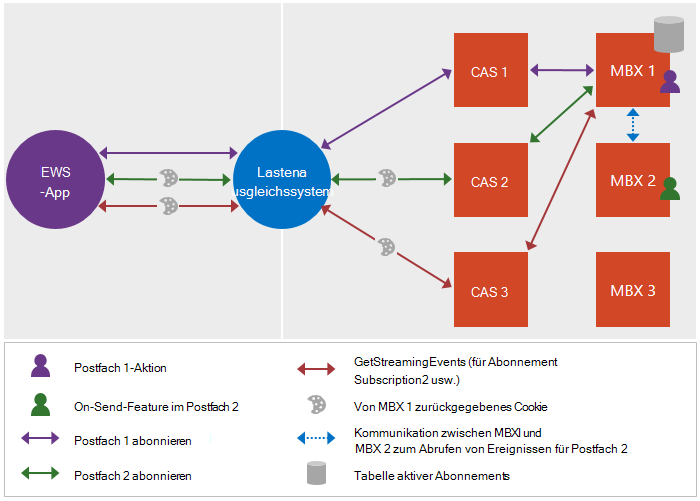 CAS 1
MBX 1
EWS
-App
Lastena
usgleichssystem
CAS 2
MBX 2
CAS 3
MBX 3
Postfach 1-Aktion
On-Send-Feature im Postfach 2
Postfach 1 abonnieren
Postfach 2 abonnieren
GetStreamingEvents (für Abonnement
Subscription2 usw.)
Von MBX 1 zurückgegebenes Cookie
Kommunikation zwischen MBXl und
MBX 2 zum Abrufen von Ereignissen für Postfach 2
Tabelle aktiver Abonnements